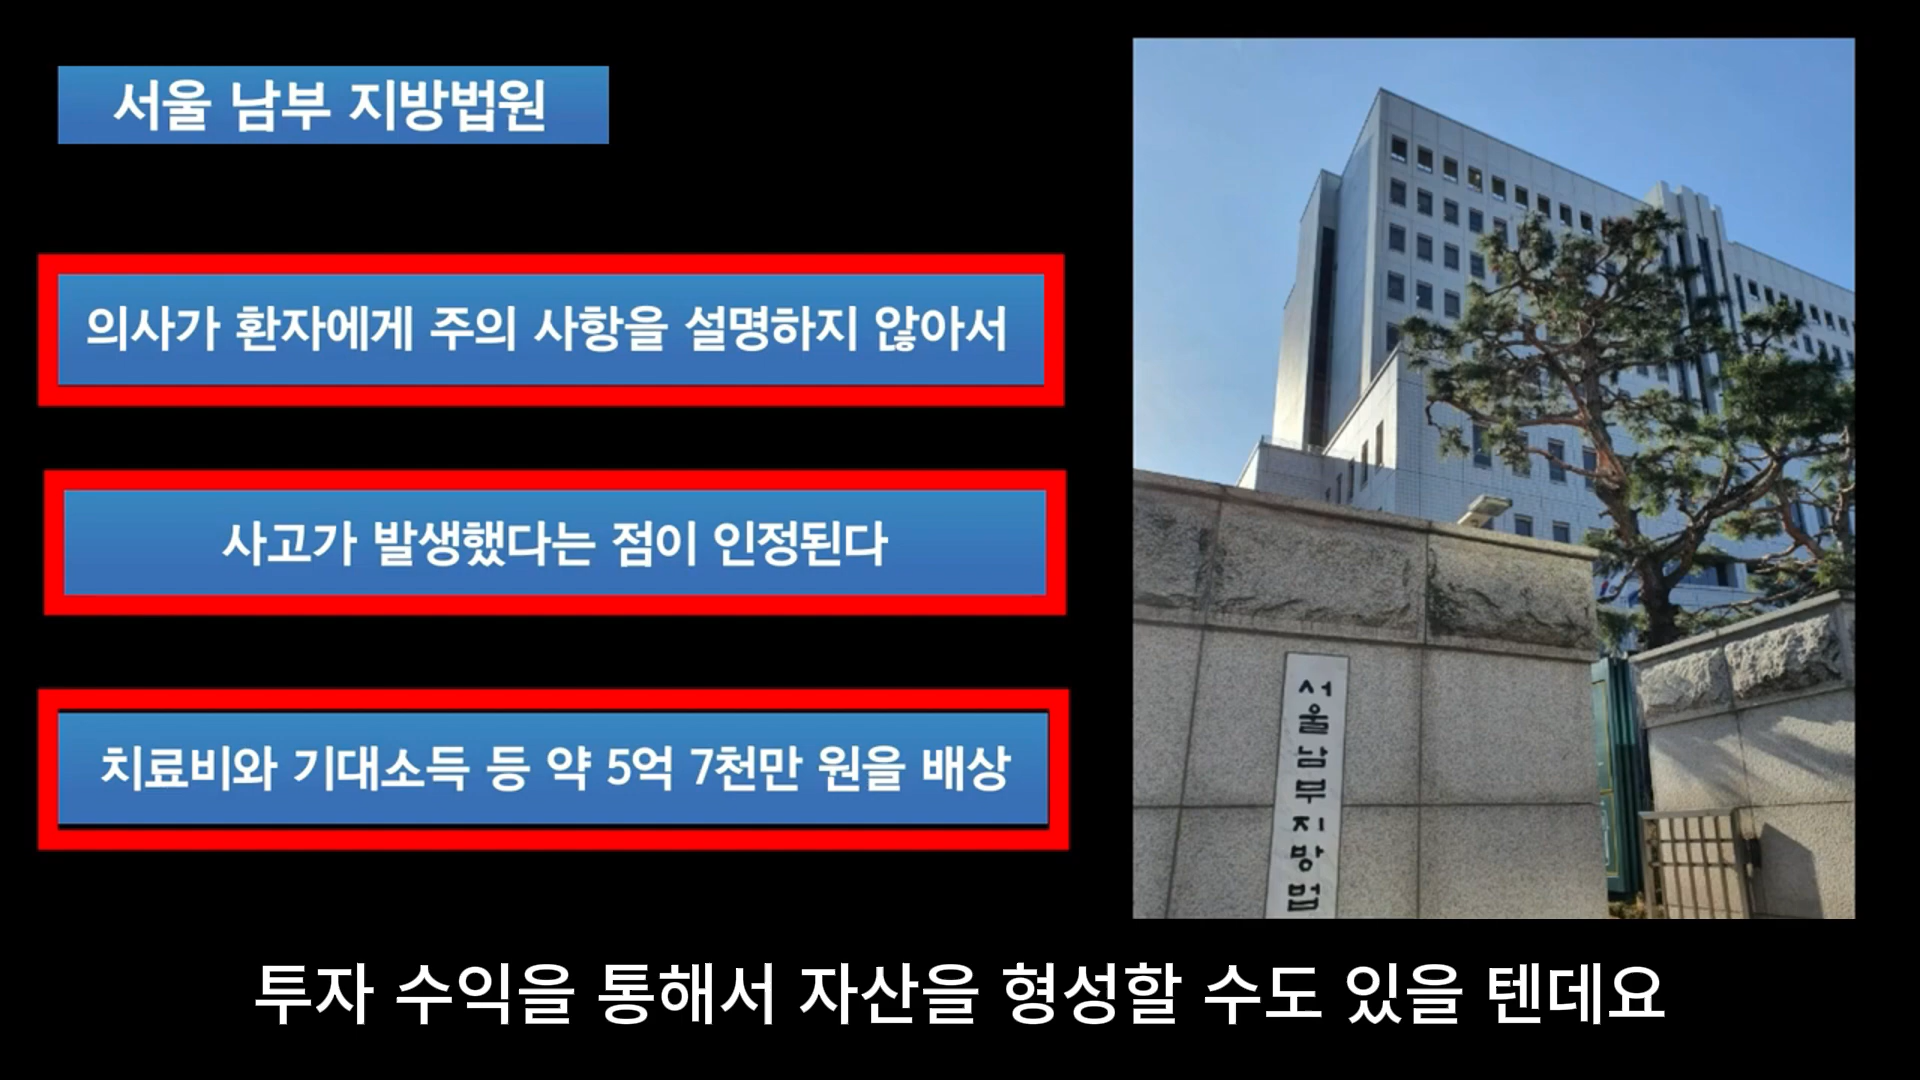 서울 남부 지방법원
의사가 환자에게 주의 사항을 설명하지 않아서
사고가 발생했다는 점이 인정된다
치료비와 기대소득 등 약 5억 7천만 원을 배상
서울남부지방법
투자 수익을 통해서 자산을 형성할 수도 있을 텐데요